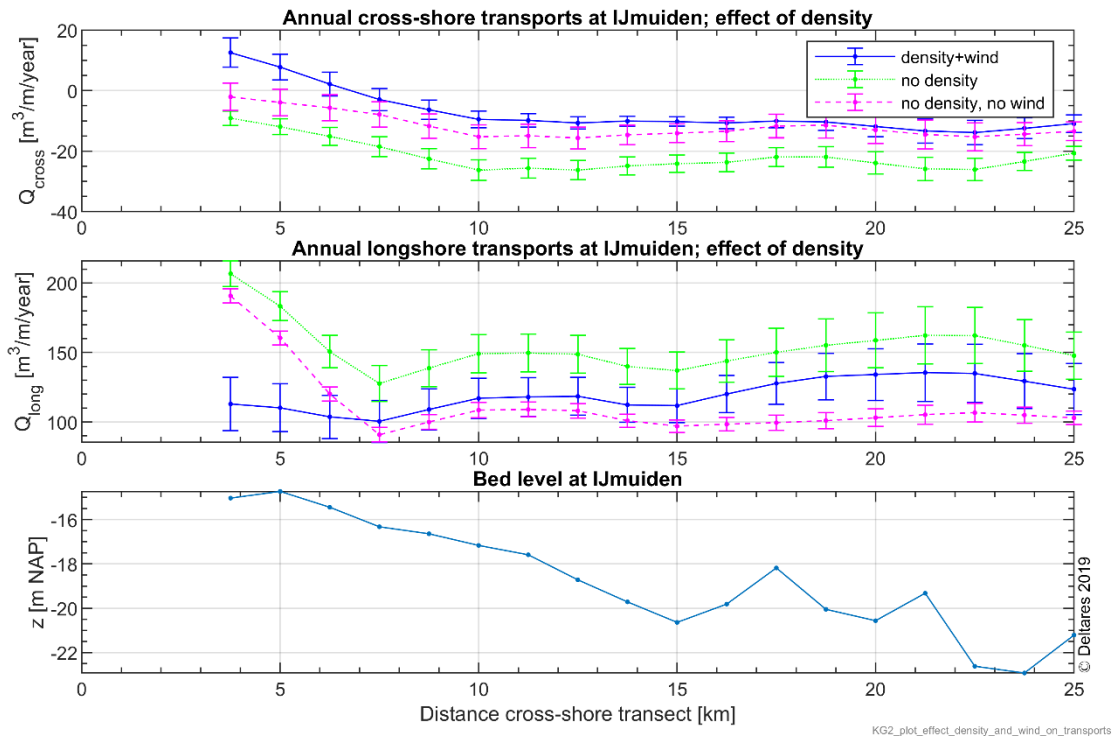 Annual cross-shore transports at IJmuiden; effect of density
20
0
-20
-40
Q_cross [m^3/m/year]
density+wind
no density
no density, no wind
0 5 10 15 20 25
Annual longshore transports at IJmuiden; effect of density
200
150
100
Q_long [m^3/m/year]
0 5 10 15 20 25
Bed level at IJmuiden
-16
-18
-20
-22
z [m NAP]
© Deltares 2019
0 5 10 15 20 25
Distance cross-shore transect [km]
KG2_plot_effect_density_and_wind_on_transports